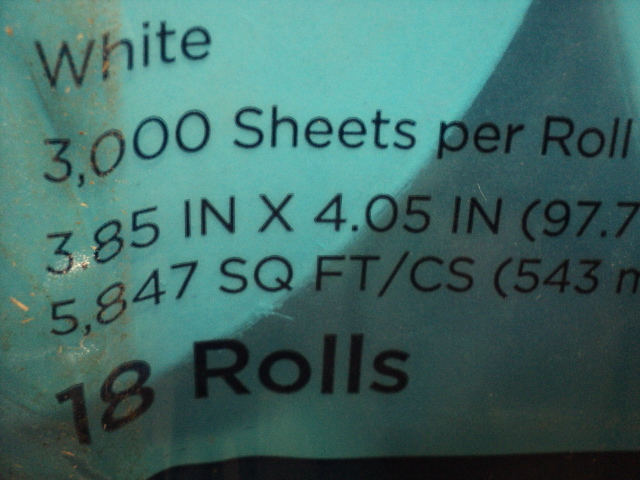 White
3,000 Sheets per Roll
3.85 IN X 4.05 IN (97.7
5,847 SQ FT/CS (543 m
18 Rolls